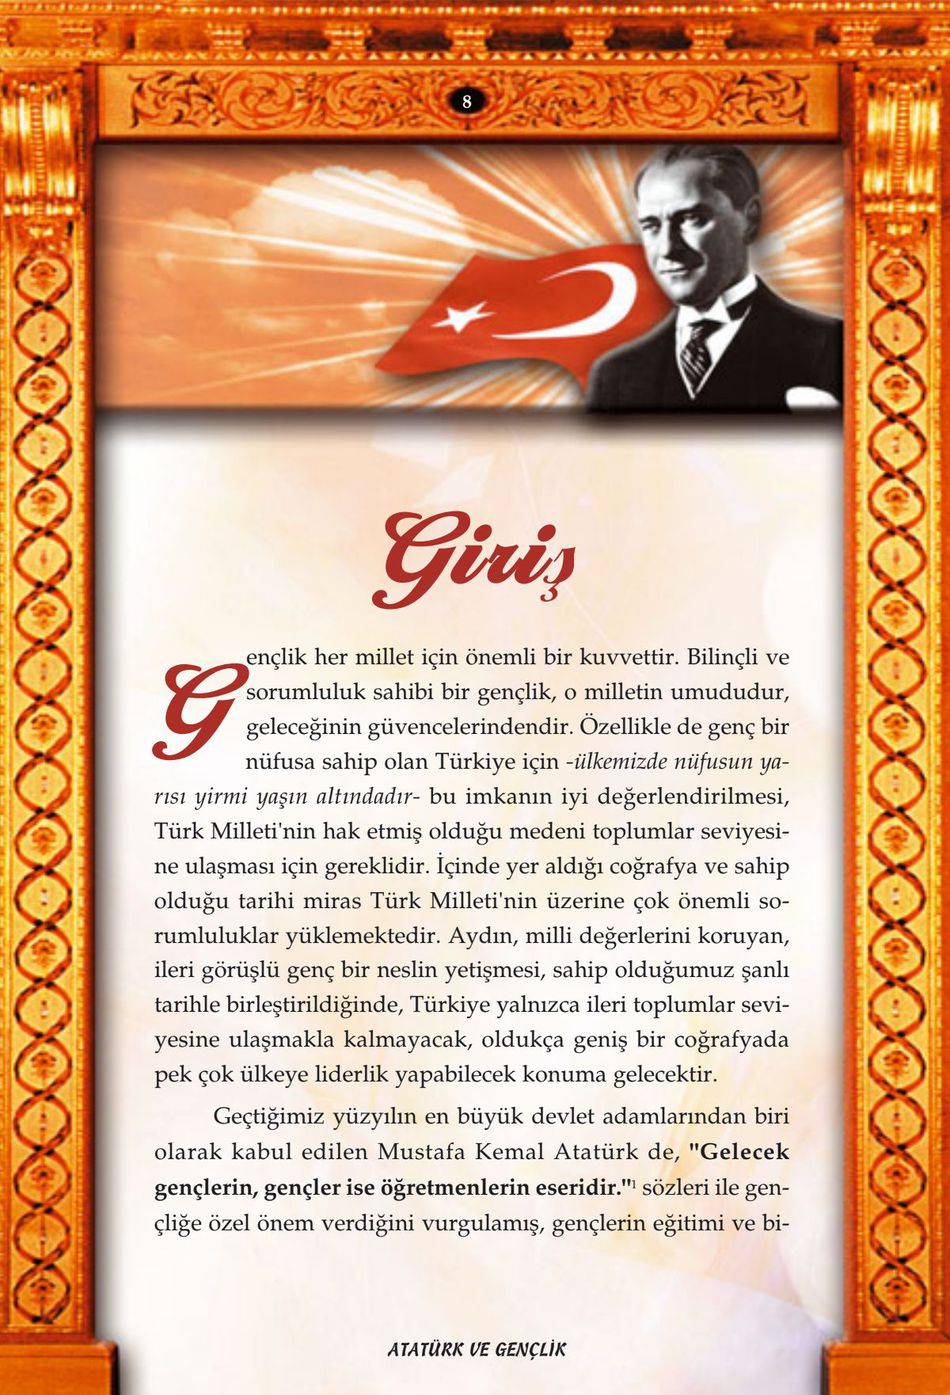 8
Giriş
Gençlik her millet için önemli bir kuvvettir. Bilinçli ve
sorumluluk sahibi bir gençlik, o milletin umududur,
geleceğinin güvencelerindendir. Özellikle de genç bir
nüfusa sahip olan Türkiye için -ülkemizde nüfusun ya-
rısı yirmi yaşın altındadır- bu imkanın iyi değerlendirilmesi,
Türk Milleti'nin hak etmiş olduğu medeni toplumlar seviyesi-
ne ulaşması için gereklidir. İçinde yer aldığı coğrafya ve sahip
olduğu tarihi miras Türk Milleti'nin üzerine çok önemli so-
rumluluklar yüklemektedir. Aydın, milli değerlerini koruyan,
ileri görüşlü genç bir neslin yetişmesi, sahip olduğumuz şanlı
tarihle birleştirildiğinde, Türkiye yalnızca ileri toplumlar sevi-
yesine ulaşmakla kalmayacak, oldukça geniş bir coğrafyada
pek çok ülkeye liderlik yapabilecek konuma gelecektir.
Geçtiğimiz yüzyılın en büyük devlet adamlarından biri
olarak kabul edilen Mustafa Kemal Atatürk de, "Gelecek
gençlerin, gençler ise öğretmenlerin eseridir."1 sözleri ile gen-
çliğe özel önem verdiğini vurgulamış, gençlerin eğitimi ve bi-
ATATÜRK VE GENÇLİK